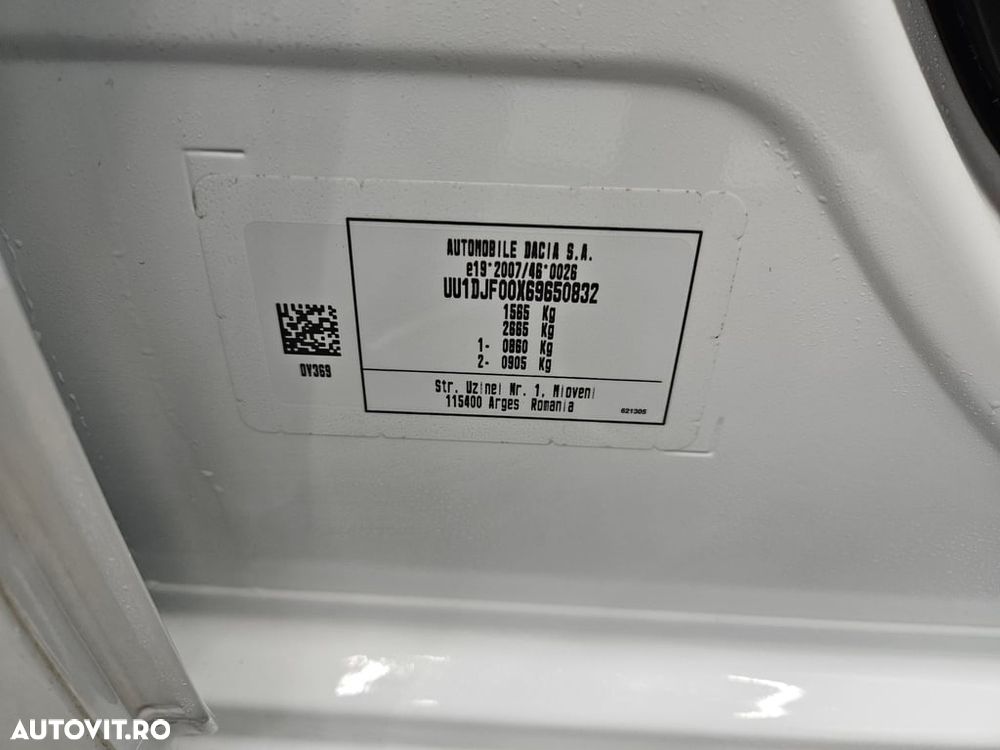 AUTOMOBILE DACIA S.A.
e19*2007/46*0026
UU1DJF00X69650832
1565 Kg
2665 Kg
1- 0860 Kg
2- 0905 Kg
0V369
Str. Uzinei Nr. 1, Mioveni
115400 Arges Romania
621305
AUTOVIT.RO